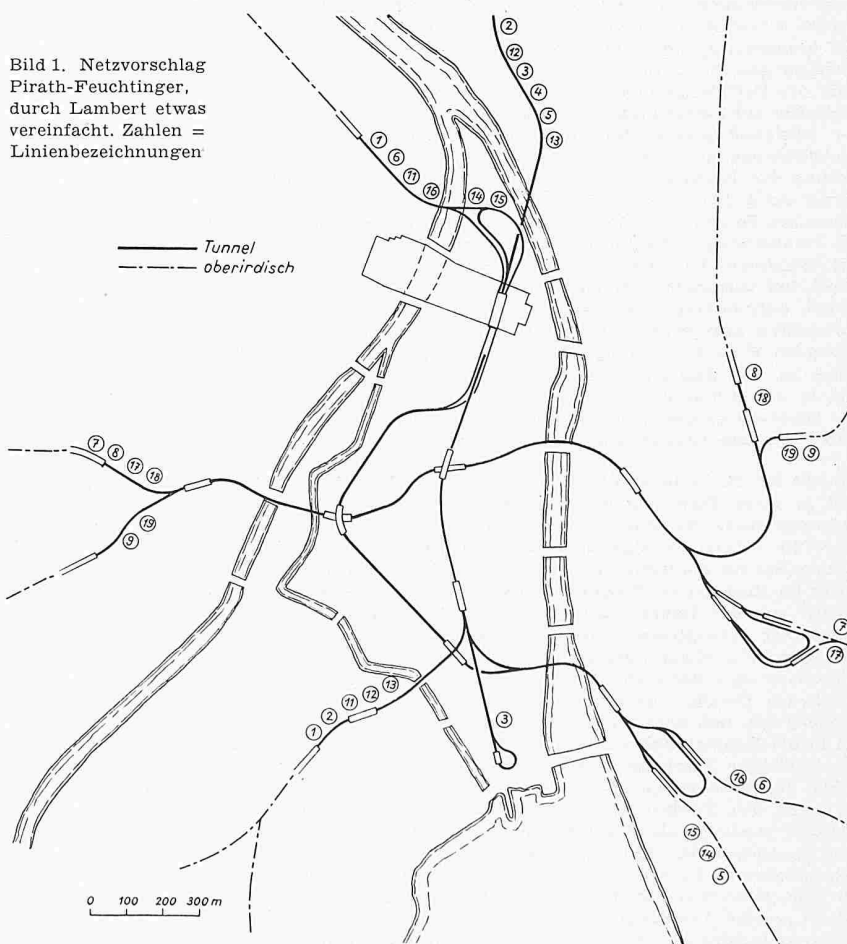 Bild 1. Netzvorschlag
Pirath-Feuchtinger,
durch Lambert etwas
vereinfacht. Zahlen =
Linienbezeichnungen
Tunnel
oberirdisch
2
12
3
4
5
13
1
6
11
16
14 15
8
18
19 9
7 8 17 18
19
9
7
17
1 2 11 12 13
3
16 6
15
14
5
0 100 200 300 m